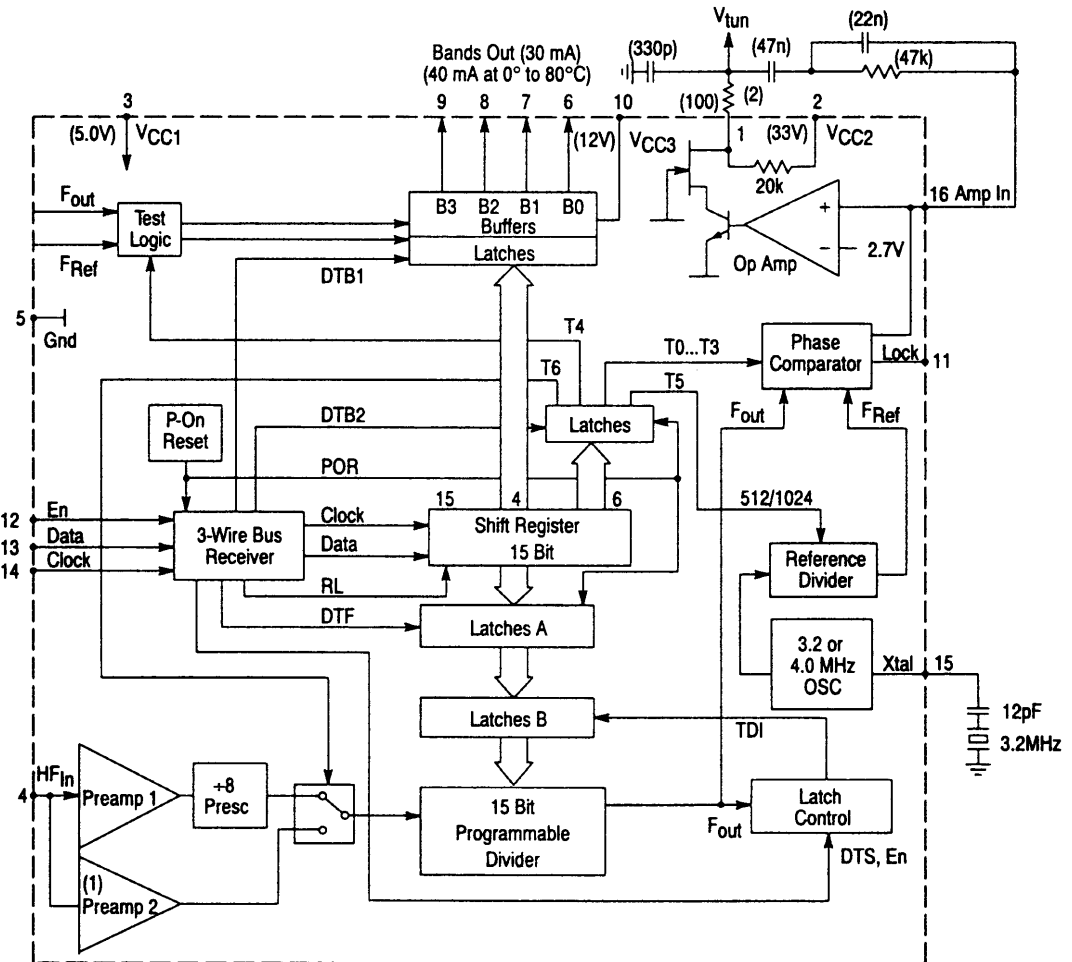 Vtun
(22n)
Bands Out (30 mA)
(40 mA at 0° to 80°C)
(330p)
(47n)
(47k)
3
9
8
7
6
10
(100)
(2)
2
(5.0V)
VCC1
(12V)
VCC3
1
(33V)
VCC2
20k
Fout
Test
Logic
FRef
B3
B2
B1
B0
Buffers
Latches
DTB1
+
−
2.7V
Op Amp
16 Amp In
5
Gnd
T4
T6
T0...T3
T5
Phase
Comparator
Lock
11
P-On
Reset
DTB2
Latches
Fout
FRef
POR
15
4
6
512/1024
12
En
13
Data
14
Clock
3-Wire Bus
Receiver
Clock
Data
Shift Register
15 Bit
RL
DTF
Reference
Divider
Latches A
3.2 or
4.0 MHz
OSC
Xtal
15
12pF
3.2MHz
Latches B
TDI
4
HFIn
Preamp 1
÷8
Presc
15 Bit
Programmable
Divider
Fout
Latch
Control
DTS, En
(1)
Preamp 2